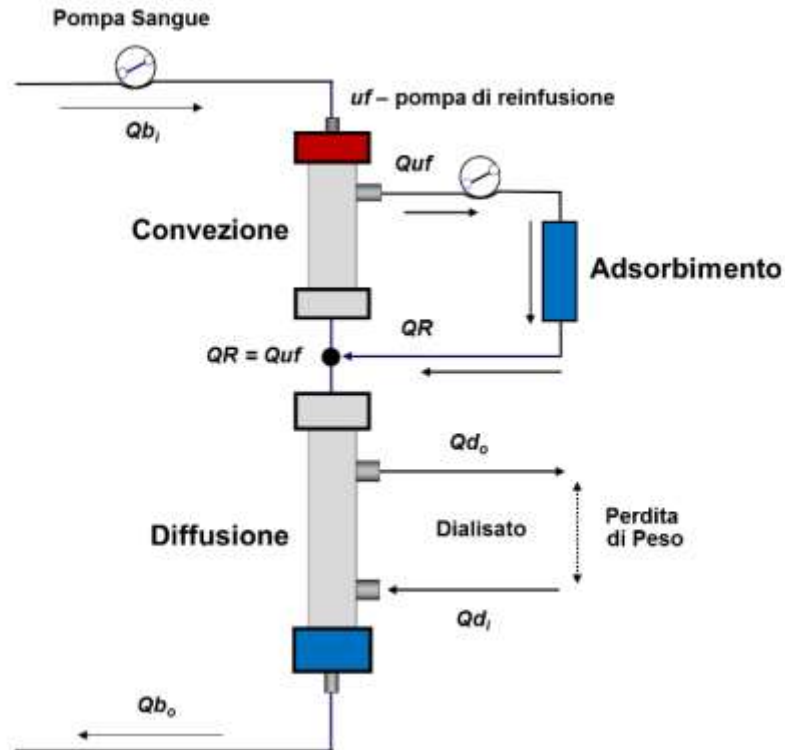 Pompa Sangue
uf – pompa di reinfusione
Qbi
Quf
Convezione
Adsorbimento
QR
QR = Quf
Qdo
Diffusione
Dialisato
Perdita
di Peso
Qdi
Qbo